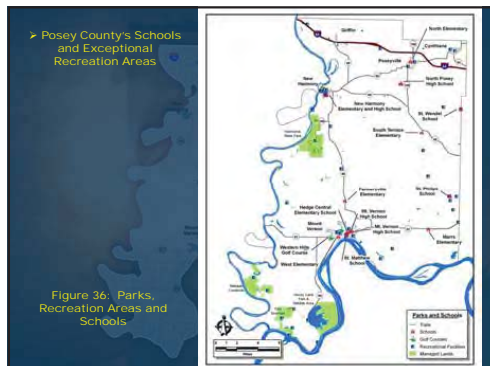 ➢ Posey County's Schools
and Exceptional
Recreation Areas
Figure 36: Parks,
Recreation Areas and
Schools
Griffin
North Elementary
Cynthiana
Poseyville
North Posey
High School
New
Harmony
New Harmony
Elementary and High School
St. Wendel
School
South Terrace
Elementary
Harmonie
State Park
Farmersville
Elementary
St. Philips
School
Hedge Central
Elementary School
Mt. Vernon
High School
Mount
Vernon
Mt. Vernon
High School
Western Hills
Golf Course
Marrs
Elementary
West Elementary
St. Matthew
School
Parks and Schools
Trails
Schools
Golf Courses
Recreational Facilities
Managed Lands
Miles